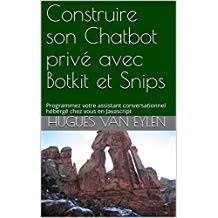 Construire
son Chatbot
privé avec
Botkit et Snips
Programmez votre assistant conversationnel
hébergé chez vous en Javascript
HUGUES VAN EYLEN